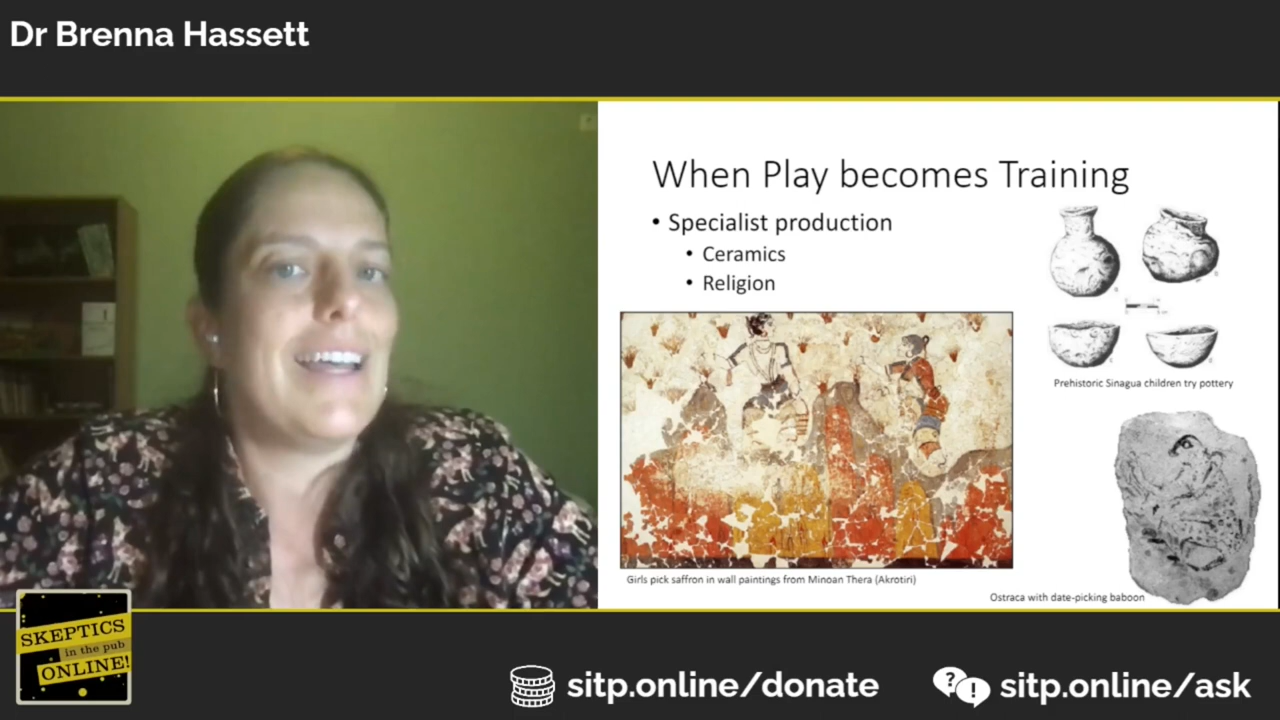 Dr Brenna Hassett
When Play becomes Training
• Specialist production
• Ceramics
• Religion
Prehistoric Sinagua children try pottery
Girls pick saffron in wall paintings from Minoan Thera (Akrotiri)
Ostraca with date-picking baboon
SKEPTICS
in the pub
ONLINE!
sitp.online/donate
? !
sitp.online/ask